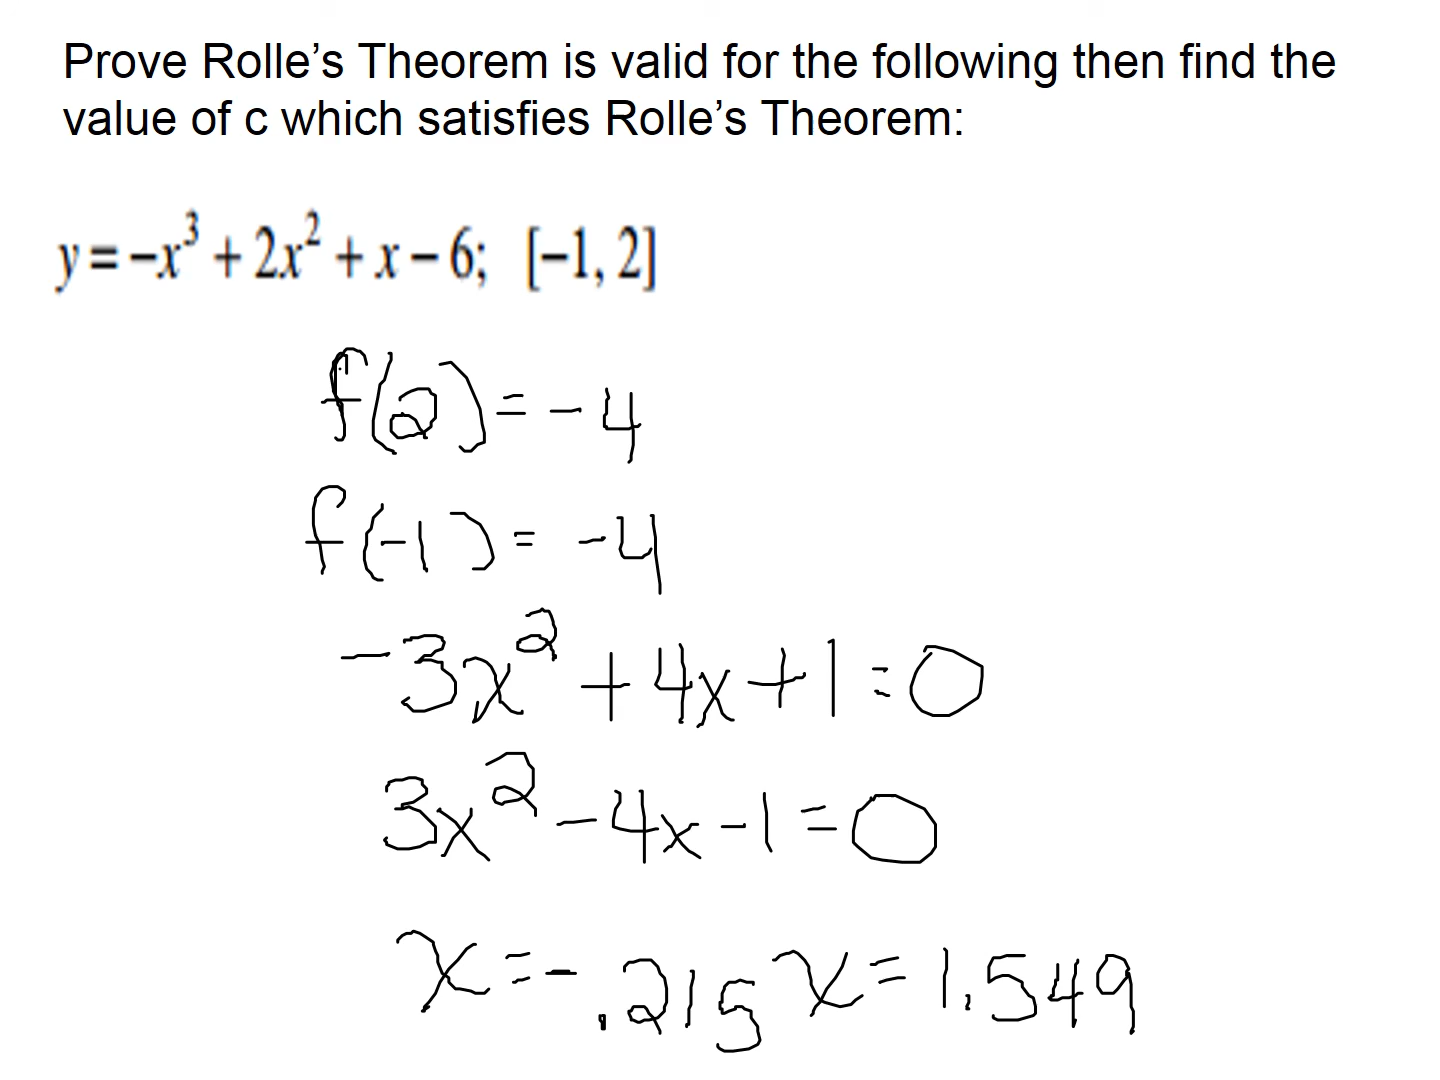 Prove Rolle’s Theorem is valid for the following then find the
value of c which satisfies Rolle’s Theorem:
y = −x³ + 2x² + x − 6; [−1, 2]
f(2) = -4
f(-1) = -4
-3x² + 4x + 1 = 0
3x² - 4x - 1 = 0
x = -.215 x = 1.549